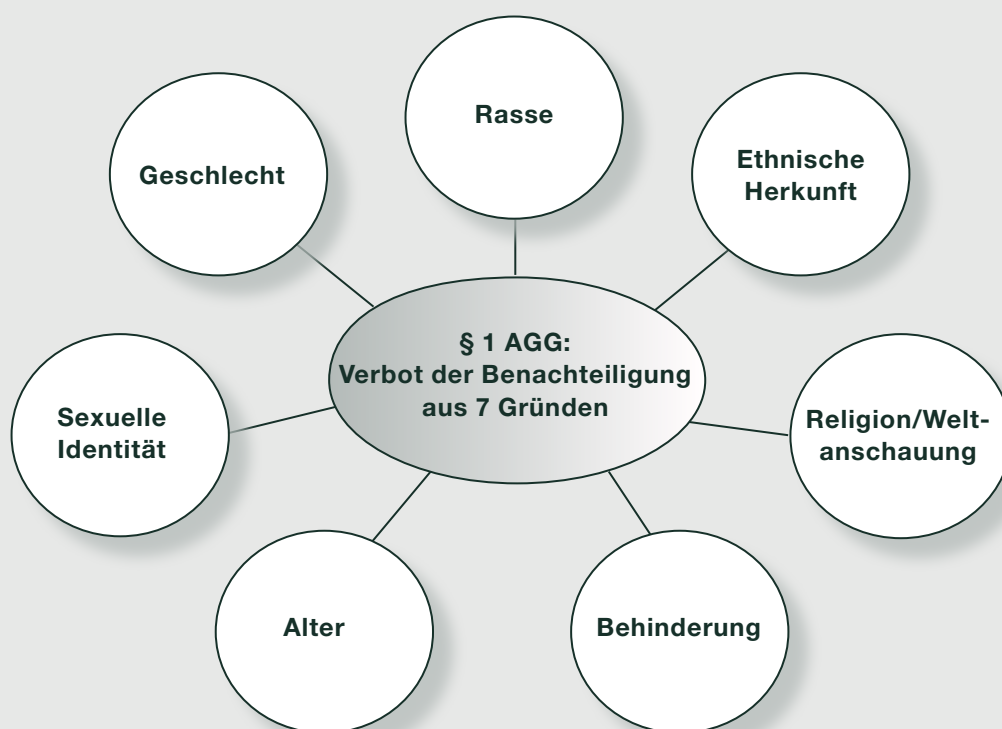 Rasse
Geschlecht
Ethnische
Herkunft
§ 1 AGG:
Verbot der Benachteiligung
aus 7 Gründen
Sexuelle
Identität
Religion/Welt-
anschauung
Alter
Behinderung